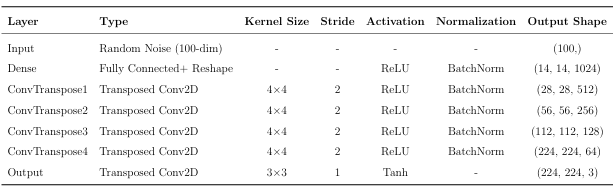 Layer Type Kernel Size Stride Activation Normalization Output Shape
Input Random Noise (100-dim) - - - - (100,)
Dense Fully Connected+ Reshape - - ReLU BatchNorm (14, 14, 1024)
ConvTranspose1 Transposed Conv2D 4×4 2 ReLU BatchNorm (28, 28, 512)
ConvTranspose2 Transposed Conv2D 4×4 2 ReLU BatchNorm (56, 56, 256)
ConvTranspose3 Transposed Conv2D 4×4 2 ReLU BatchNorm (112, 112, 128)
ConvTranspose4 Transposed Conv2D 4×4 2 ReLU BatchNorm (224, 224, 64)
Output Transposed Conv2D 3×3 1 Tanh - (224, 224, 3)